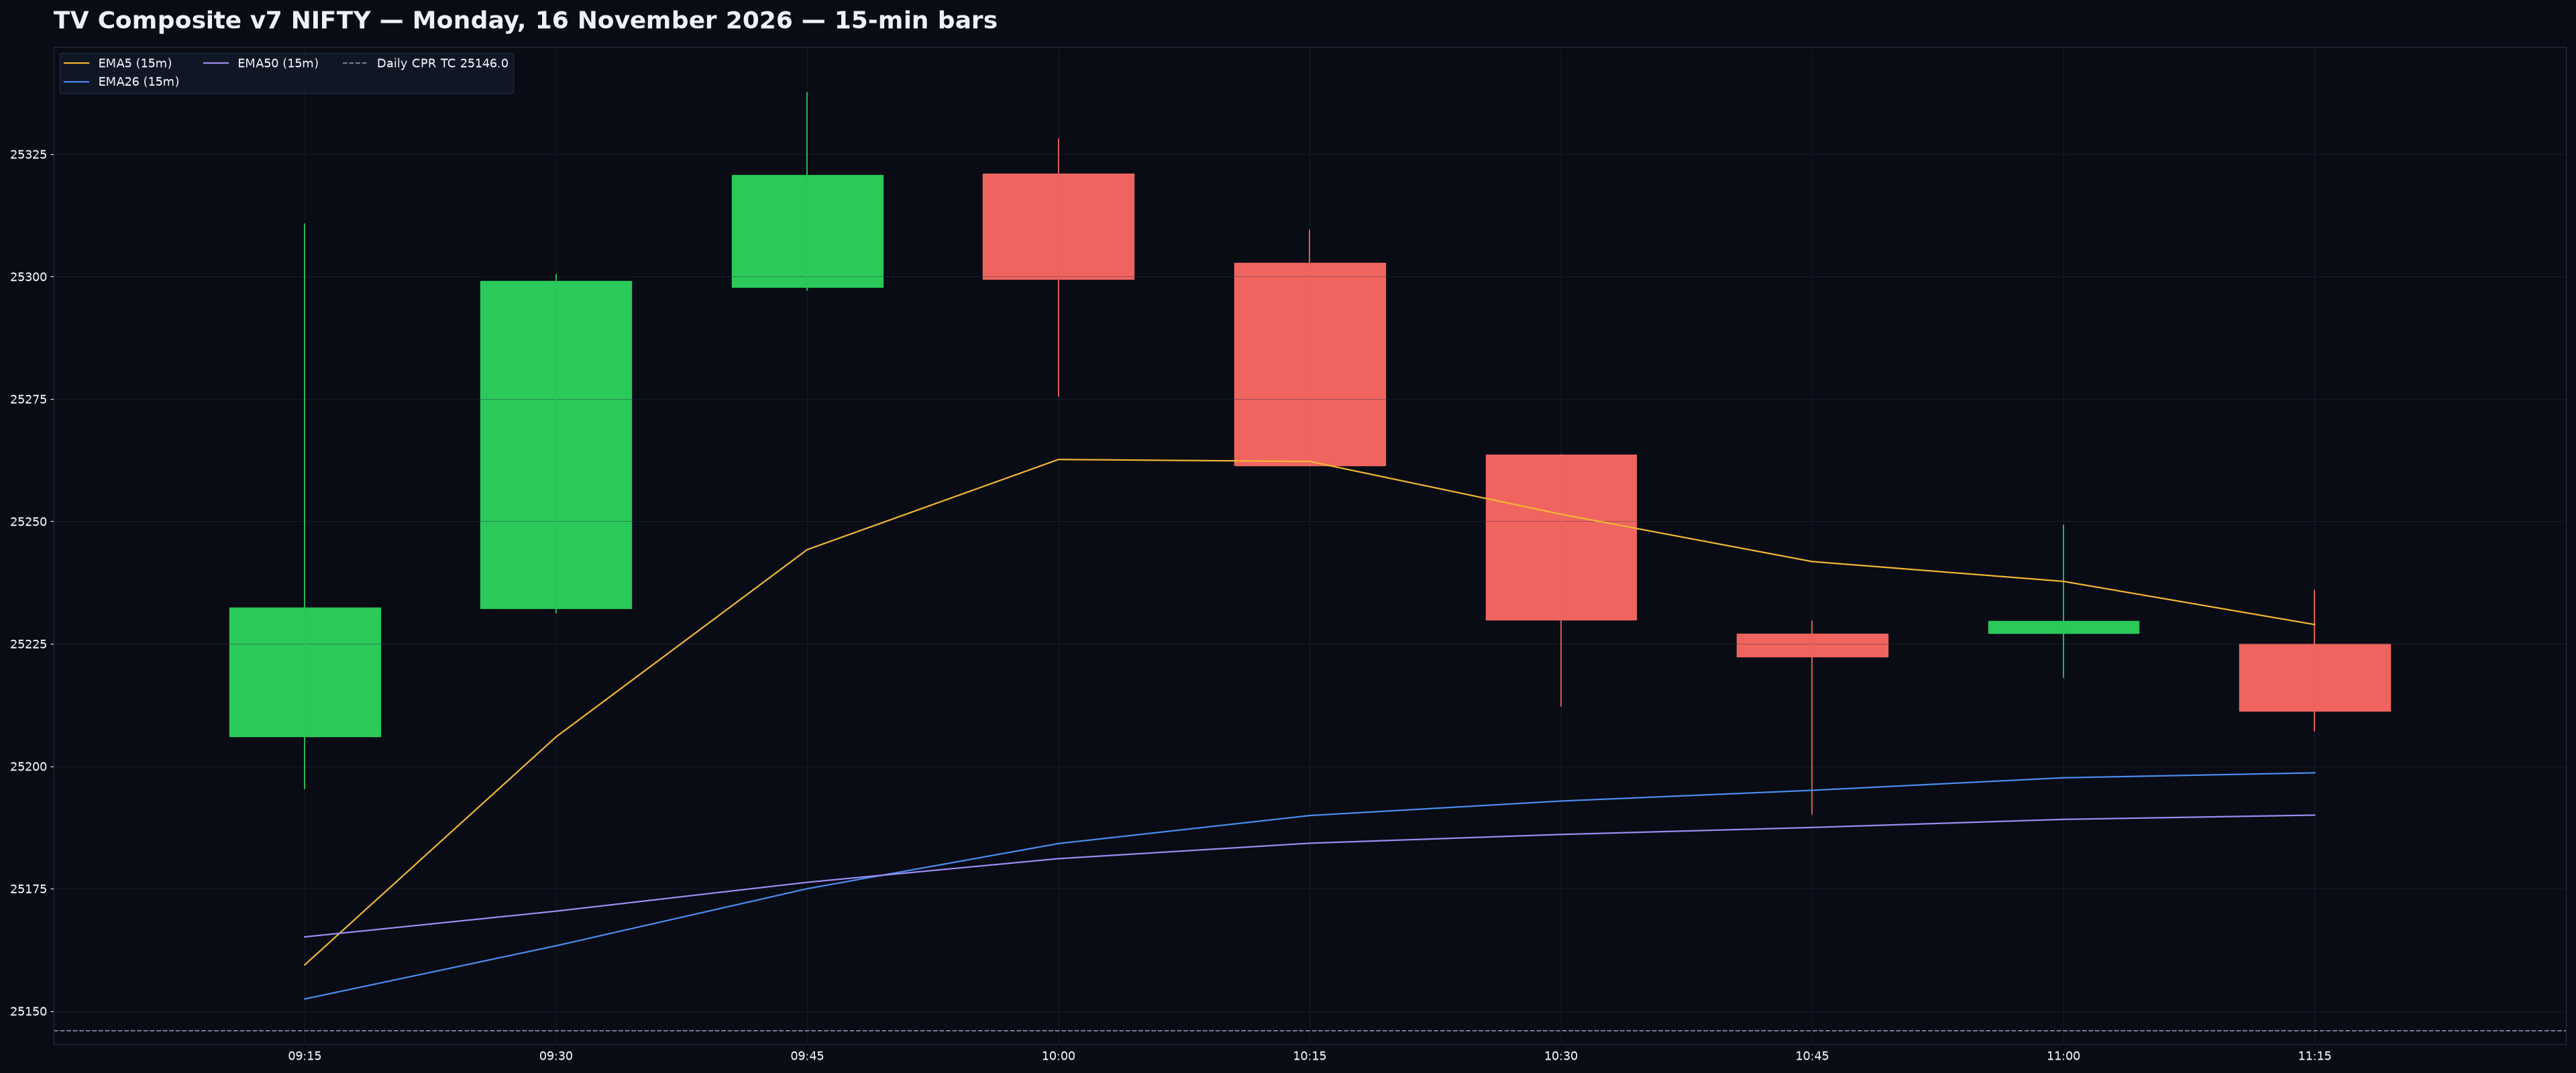 TV Composite v7 NIFTY — Monday, 16 November 2026 — 15-min bars
EMA5 (15m) EMA50 (15m) Daily CPR TC 25146.0
EMA26 (15m)
25325
25300
25275
25250
25225
25200
25175
25150
09:15 09:30 09:45 10:00 10:15 10:30 10:45 11:00 11:15